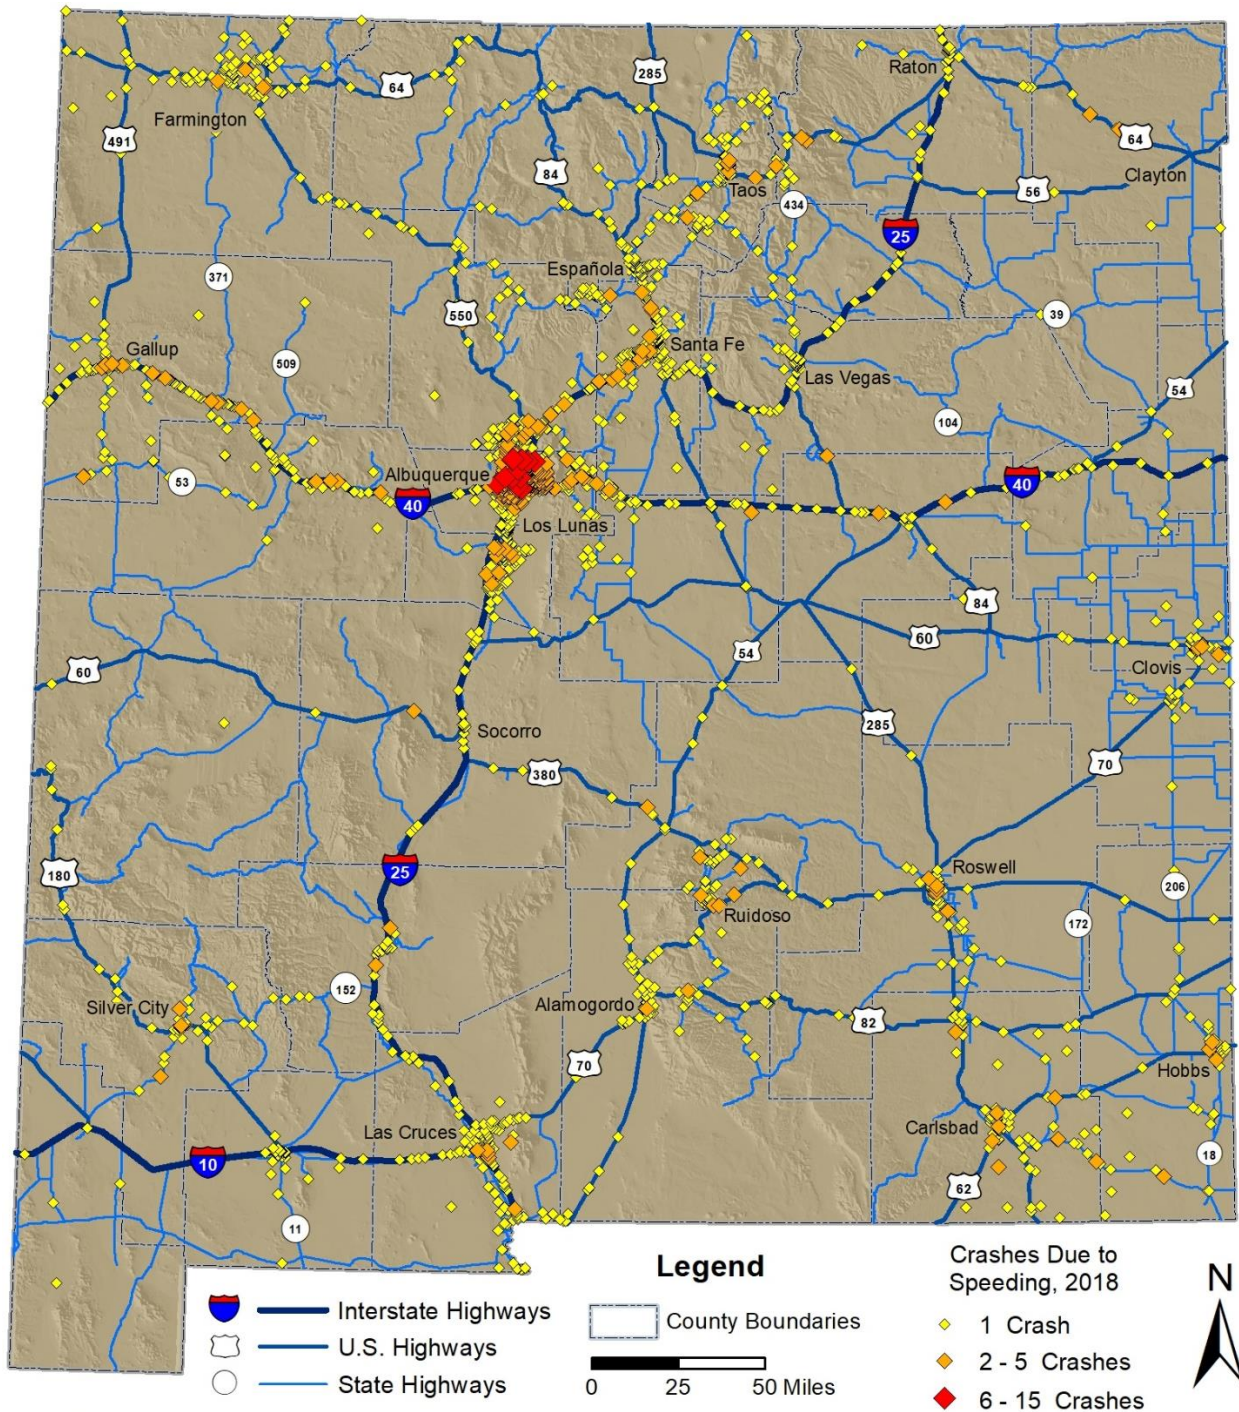 Raton
285
64
Farmington
491
64
84
Taos
56
Clayton
434
25
Española
371
550
39
Santa Fe
Gallup
509
Las Vegas
54
104
Albuquerque
53
40
40
Los Lunas
84
60
54
60
Clovis
285
Socorro
70
380
25
180
Roswell
206
Ruidoso
172
152
Silver City
Alamogordo
82
70
Hobbs
Las Cruces
Carlsbad
10
18
62
11
Legend
Interstate Highways
U.S. Highways
State Highways
County Boundaries
0 25 50 Miles
Crashes Due to
Speeding, 2018
1 Crash
2 - 5 Crashes
6 - 15 Crashes
N